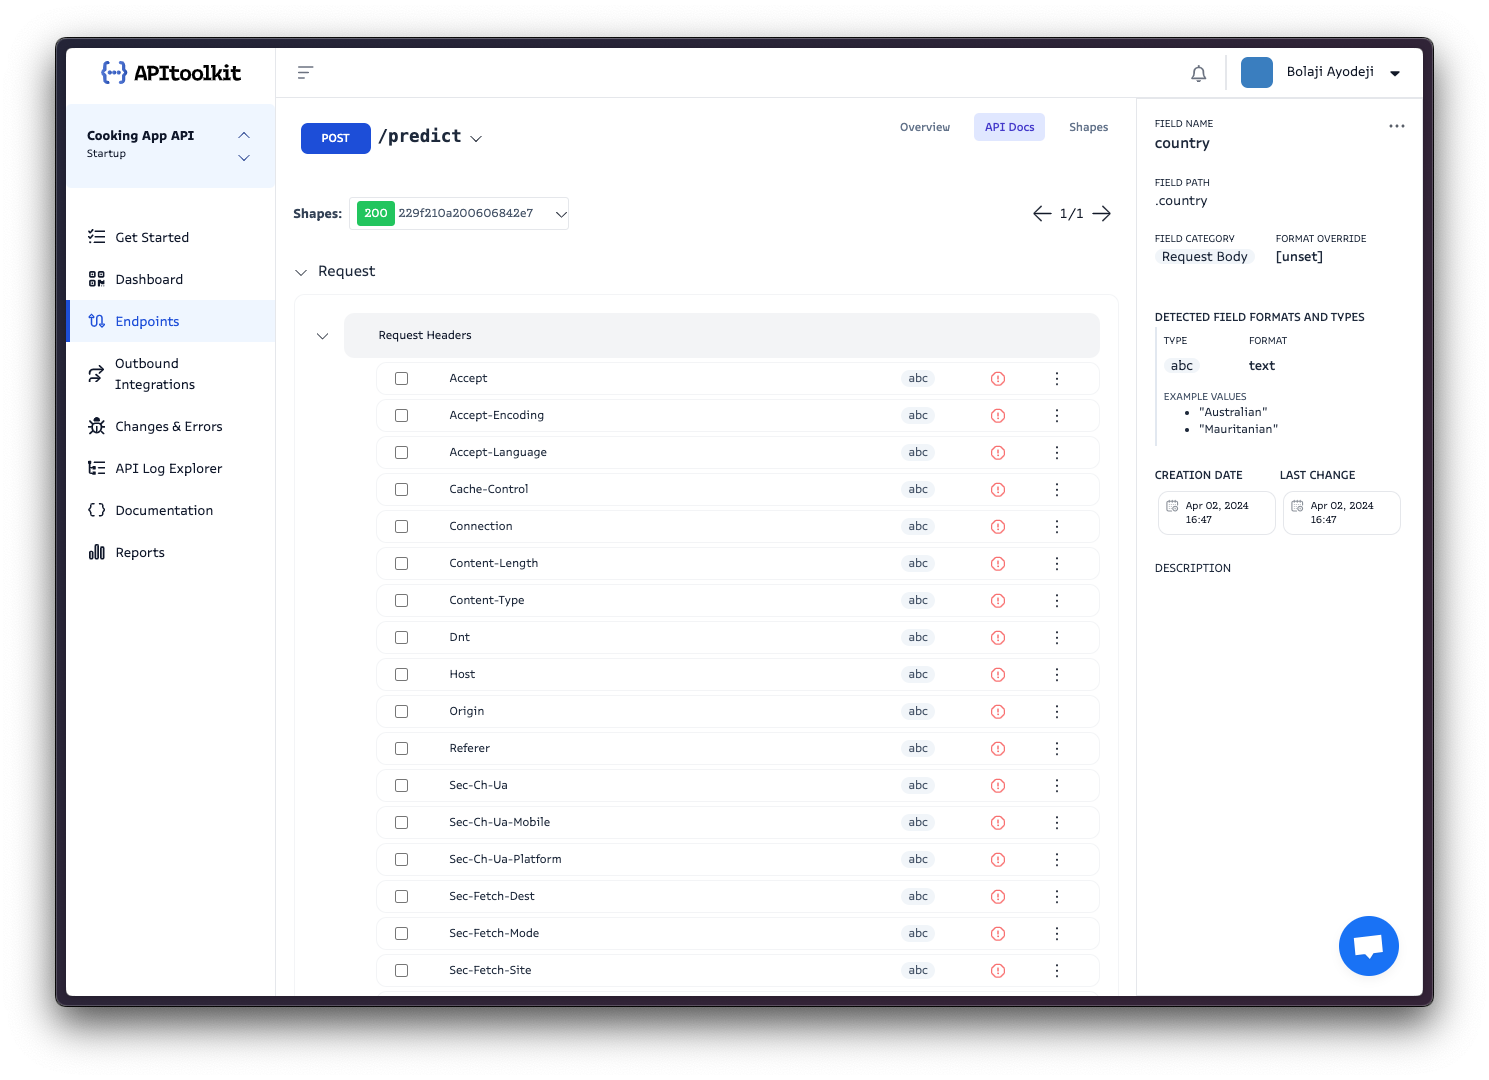 APItoolkit
Bolaji Ayodeji
Cooking App API
Startup
Get Started
Dashboard
Endpoints
Outbound
Integrations
Changes & Errors
API Log Explorer
Documentation
Reports
POST /predict
Overview API Docs Shapes
Shapes: 200 229f210a200606842e7
1/1
Request
Request Headers
Accept abc
Accept-Encoding abc
Accept-Language abc
Cache-Control abc
Connection abc
Content-Length abc
Content-Type abc
Dnt abc
Host abc
Origin abc
Referer abc
Sec-Ch-Ua abc
Sec-Ch-Ua-Mobile abc
Sec-Ch-Ua-Platform abc
Sec-Fetch-Dest abc
Sec-Fetch-Mode abc
Sec-Fetch-Site abc
FIELD NAME
country
FIELD PATH
.country
FIELD CATEGORY FORMAT OVERRIDE
Request Body [unset]
DETECTED FIELD FORMATS AND TYPES
TYPE FORMAT
abc text
EXAMPLE VALUES
• "Australian"
• "Mauritanian"
CREATION DATE LAST CHANGE
Apr 02, 2024 Apr 02, 2024
16:47 16:47
DESCRIPTION